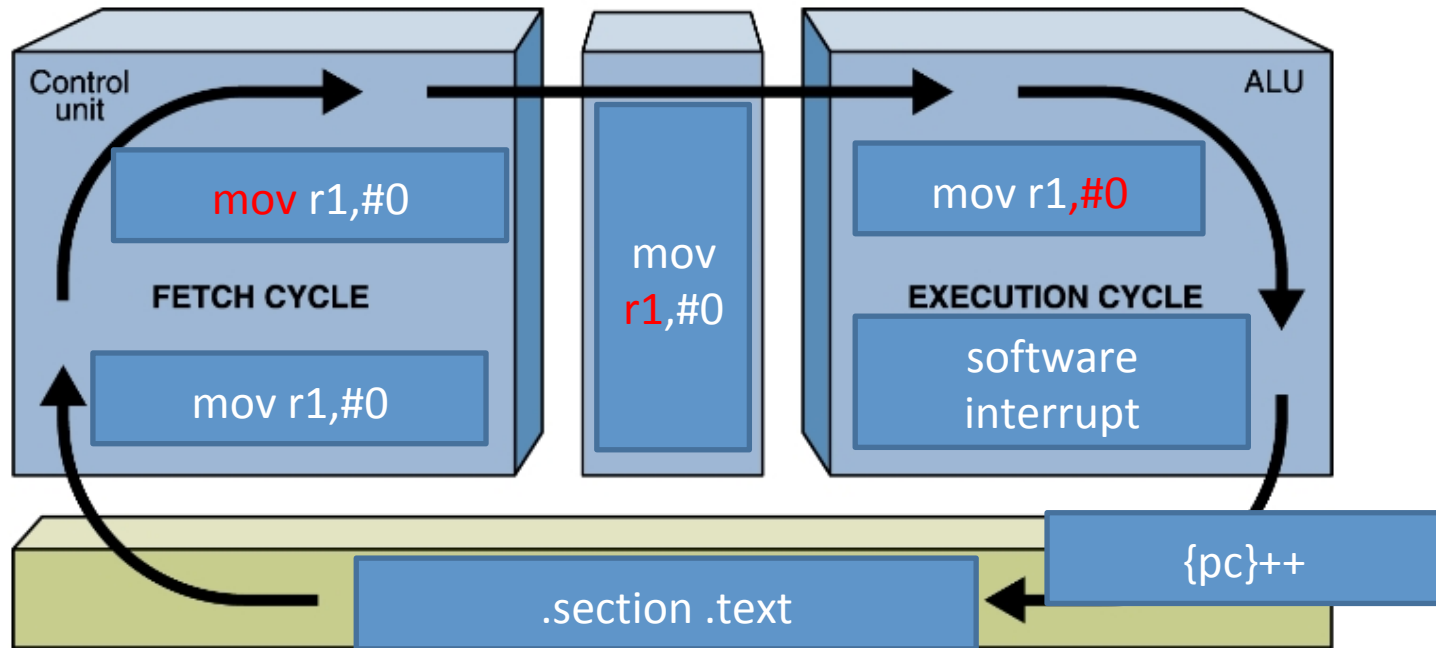 Control
unit
ALU
mov r1,#0
mov r1,#0
mov
r1,#0
FETCH CYCLE
EXECUTION CYCLE
mov r1,#0
software
interrupt
{pc}++
.section .text